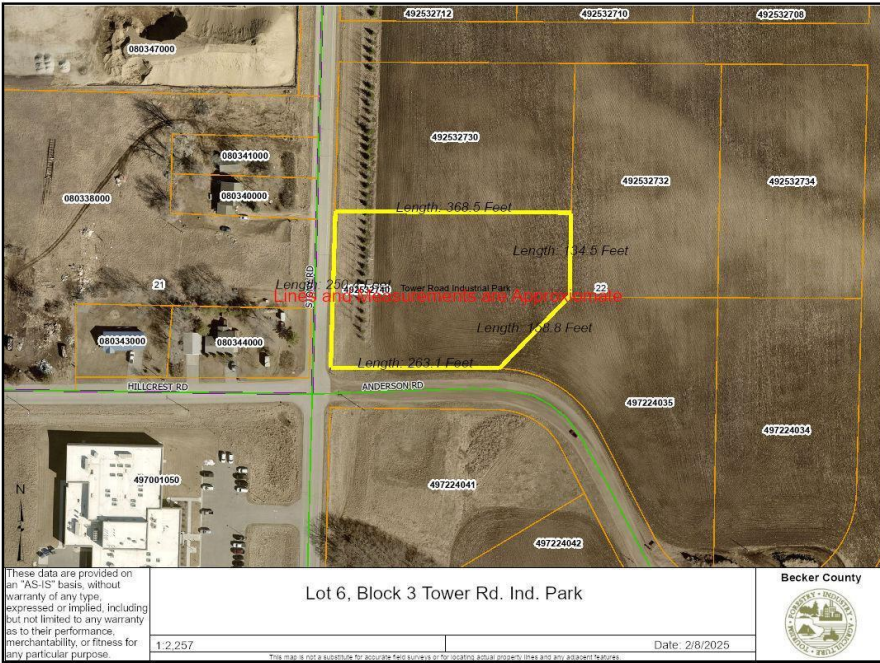 492532712
492532710
492532708
080347000
492532730
080341000
080340000
080338000
492532732
492532734
Length: 368.5 Feet
Length: 134.5 Feet
21
Tower Road Industrial Park
22
Lines and Measurements are Approximate
Length: 158.8 Feet
080343000
080344000
Length: 263.1 Feet
HILLCREST RD
ANDERSON RD
497224035
497224034
497001050
497224041
497224042
N
These data are provided on
an "AS-IS" basis, without
warranty of any type,
expressed or implied, including
but not limited to any warranty
as to their performance,
merchantability, or fitness for
any particular purpose.
Lot 6, Block 3 Tower Rd. Ind. Park
1:2,257
Date: 2/8/2025
This map is not a substitute for accurate field surveys or for locating actual property lines and any adjacent features.
Becker County
FORESTRY - INDUSTRY
AGRICULTURE - TOURISM